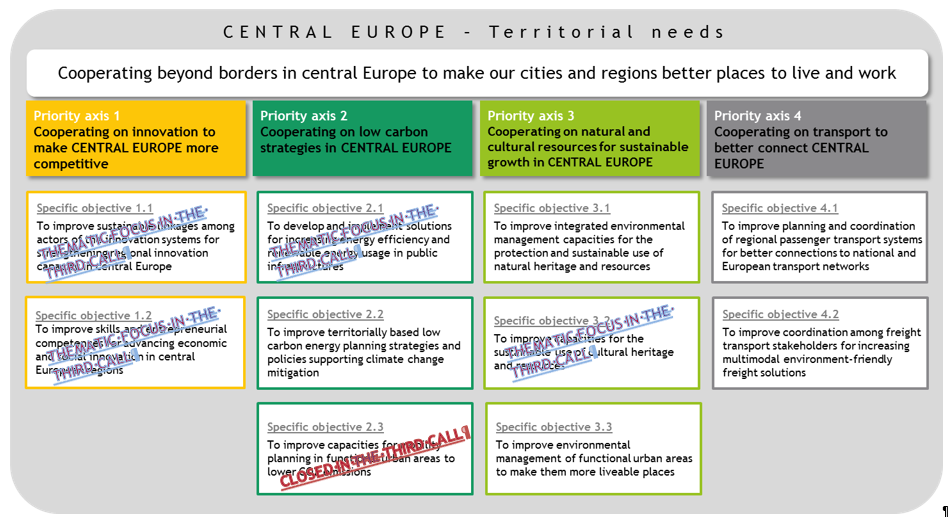 CENTRAL EUROPE – Territorial needs
Cooperating beyond borders in central Europe to make our cities and regions better places to live and work
Priority axis 1
Cooperating on innovation to
make CENTRAL EUROPE more
competitive
Specific objective 1.1
To improve sustainable linkages among
actors of the innovation systems for
strengthening regional innovation
capacity in central Europe
THEMATIC FOCUS IN THE
THIRD CALL¶
Specific objective 1.2
To improve skills and entrepreneurial
competences for advancing economic
and social innovation in central
European regions
THEMATIC FOCUS IN THE
THIRD CALL¶
Priority axis 2
Cooperating on low carbon
strategies in CENTRAL EUROPE
Specific objective 2.1
To develop and implement solutions
for increasing energy efficiency and
renewable energy usage in public
infrastructures
THEMATIC FOCUS IN THE
THIRD CALL¶
Specific objective 2.2
To improve territorially based low
carbon energy planning strategies and
policies supporting climate change
mitigation
Specific objective 2.3
To improve capacities for mobility
planning in functional urban areas to
lower CO2 emissions
CLOSED IN THE THIRD CALL¶
Priority axis 3
Cooperating on natural and
cultural resources for sustainable
growth in CENTRAL EUROPE
Specific objective 3.1
To improve integrated environmental
management capacities for the
protection and sustainable use of
natural heritage and resources
Specific objective 3.2
To improve capacities for the
sustainable use of cultural heritage
and resources
THEMATIC FOCUS IN THE
THIRD CALL¶
Specific objective 3.3
To improve environmental
management of functional urban areas
to make them more liveable places
Priority axis 4
Cooperating on transport to
better connect CENTRAL
EUROPE
Specific objective 4.1
To improve planning and coordination
of regional passenger transport systems
for better connections to national and
European transport networks
Specific objective 4.2
To improve coordination among freight
transport stakeholders for increasing
multimodal environment-friendly
freight solutions
¶